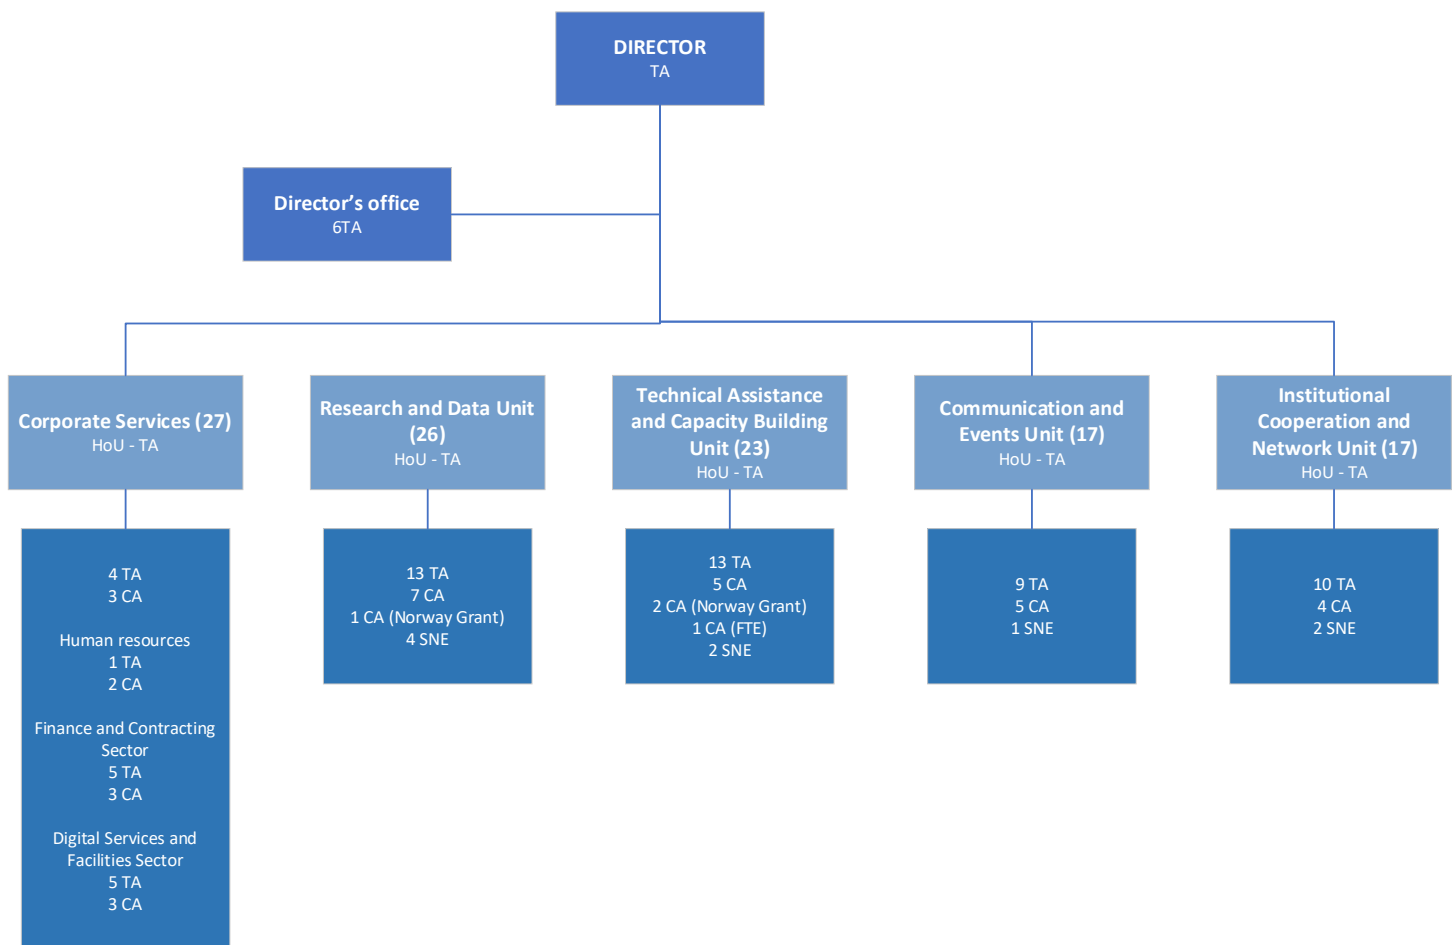 DIRECTOR
TA
Director’s office
6TA
Corporate Services (27)
HoU - TA
Research and Data Unit
(26)
HoU - TA
Technical Assistance
and Capacity Building
Unit (23)
HoU - TA
Communication and
Events Unit (17)
HoU - TA
Institutional
Cooperation and
Network Unit (17)
HoU - TA
4 TA
3 CA
Human resources
1 TA
2 CA
Finance and Contracting
Sector
5 TA
3 CA
Digital Services and
Facilities Sector
5 TA
3 CA
13 TA
7 CA
1 CA (Norway Grant)
4 SNE
13 TA
5 CA
2 CA (Norway Grant)
1 CA (FTE)
2 SNE
9 TA
5 CA
1 SNE
10 TA
4 CA
2 SNE